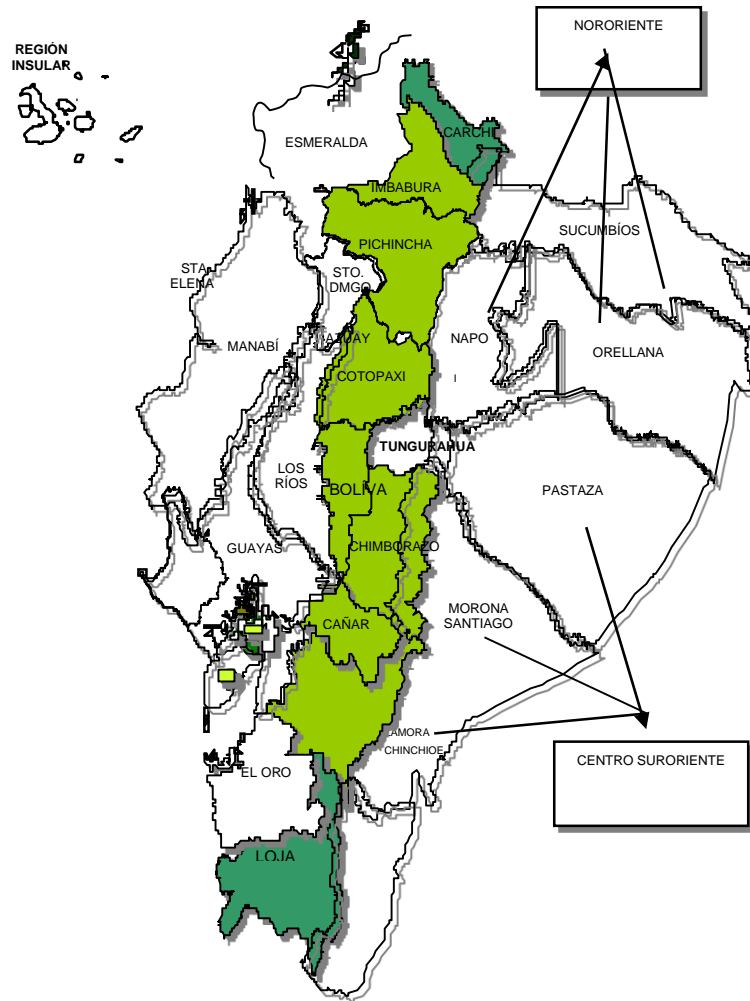 NORORIENTE
REGIÓN
INSULAR
CARCHI
ESMERALDA
IMBABURA
SUCUMBÍOS
PICHINCHA
STA.
ELENA
STO.
DMGO
NAPO
MANABÍ
ORELLANA
COTOPAXI
TUNGURAHUA
LOS
RÍOS
BOLIVA
PASTAZA
GUAYAS
CHIMBORAZO
MORONA
SANTIAGO
CAÑAR
AMORA
CHINCHIOE
CENTRO SURORIENTE
EL ORO
LOJA